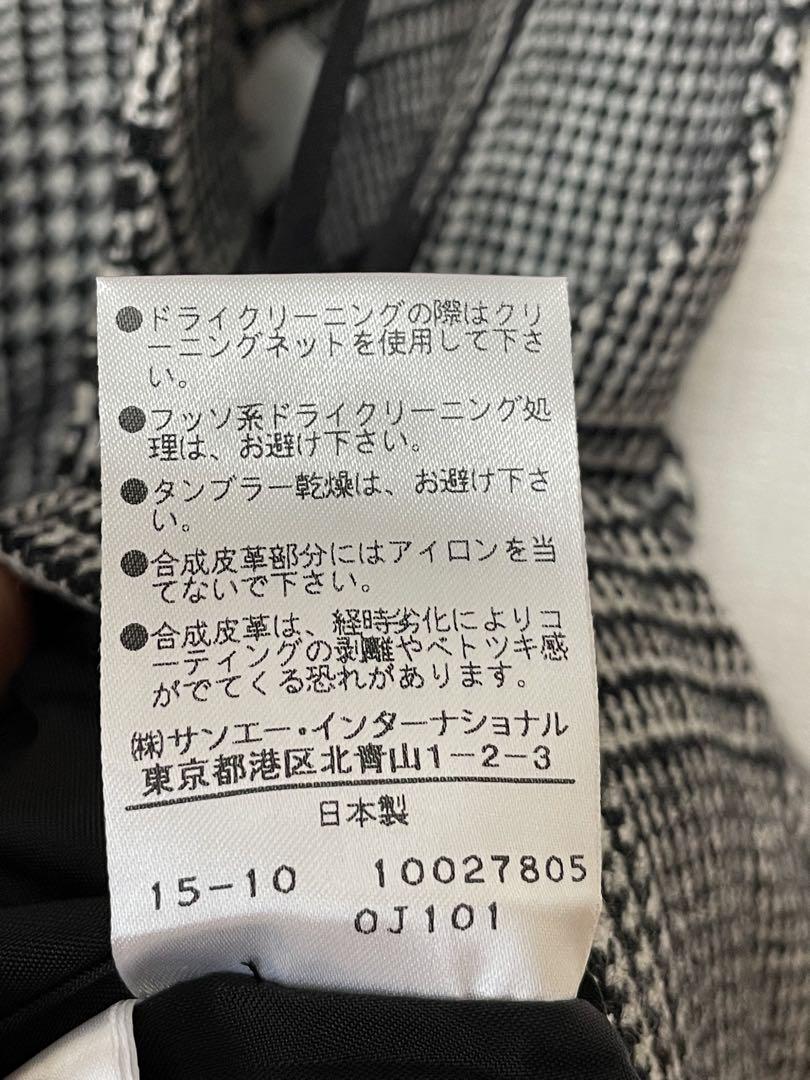 ●ドライクリーニングの際はクリ
ーニングネットを使用して下さ
い。
●フッソ系ドライクリーニング処
理は、お避け下さい。
●タンブラー乾燥は、お避け下さ
い。
●合成皮革部分にはアイロンを当
てないで下さい。
●合成皮革は、経時劣化によりコ
ーティングの剥離やベトツキ感
がでてくる恐れがあります。
㈱サンエー・インターナショナル
東京都港区北青山1-2-3
日本製
15-10 10027805
0J101